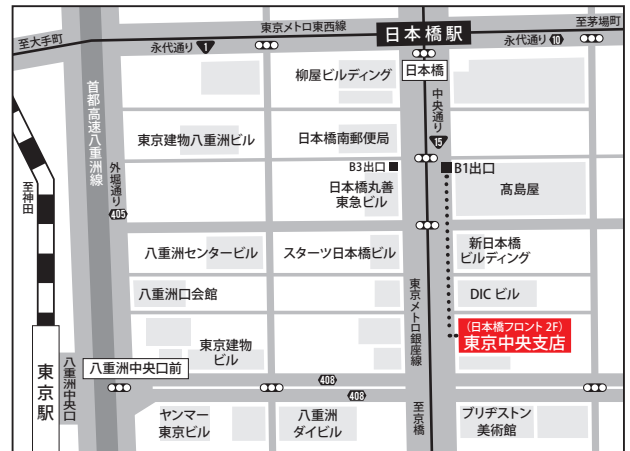 東京メトロ東西線
至茅場町
至大手町
永代通り
1
日本橋駅
永代通り
10
日本橋
柳屋ビルディング
首都高速八重洲線
中央通り
15
東京建物八重洲ビル
日本橋南郵便局
外堀通り
405
B3出口
B1出口
至神田
日本橋丸善
東急ビル
髙島屋
八重洲センタービル
スターツ日本橋ビル
新日本橋
ビルディング
八重洲口会館
東京メトロ銀座線
DIC ビル
(日本橋フロント 2F)
東京中央支店
東京建物
ビル
東京駅
八重洲中央口
八重洲中央口前
408
408
至京橋
ヤンマー
東京ビル
八重洲
ダイビル
ブリヂストン
美術館